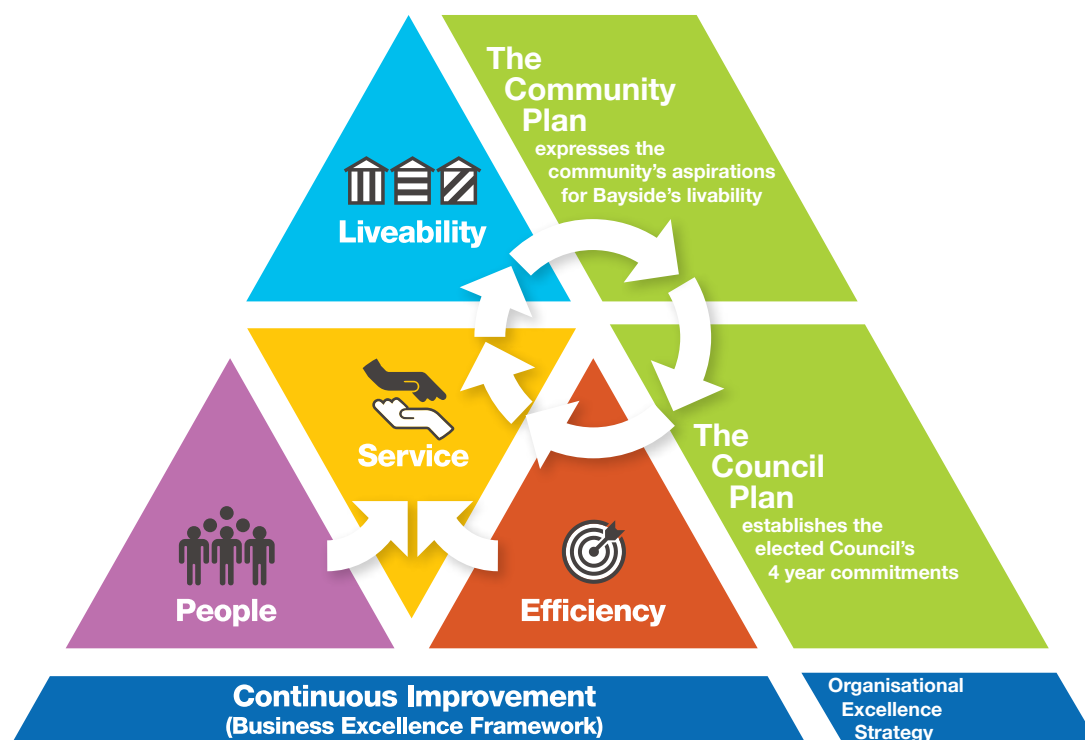 The
Community
Plan
expresses the
community's aspirations
for Bayside's livability
Liveability
Service
The
Council
Plan
establishes the
elected Council's
4 year commitments
People
Efficiency
Continuous Improvement
(Business Excellence Framework)
Organisational
Excellence
Strategy